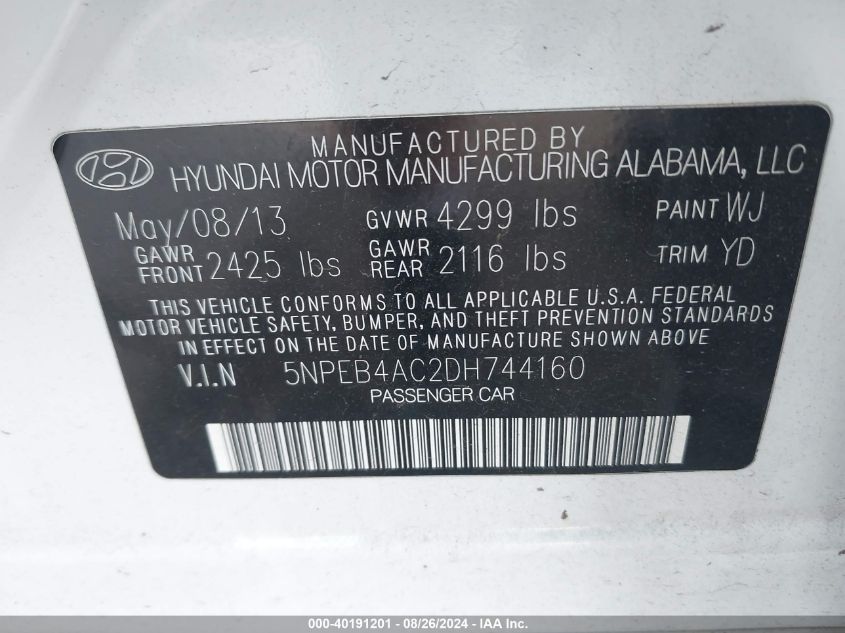 MANUFACTURED BY
HYUNDAI MOTOR MANUFACTURING ALABAMA, LLC
May/08/13 GVWR 4299 lbs PAINT WJ
GAWR FRONT 2425 lbs GAWR REAR 2116 lbs TRIM YD
THIS VEHICLE CONFORMS TO ALL APPLICABLE U.S.A. FEDERAL
MOTOR VEHICLE SAFETY, BUMPER, AND THEFT PREVENTION STANDARDS
IN EFFECT ON THE DATE OF MANUFACTURE SHOWN ABOVE
V.I.N 5NPEB4AC2DH744160
PASSENGER CAR
000-40191201 - 08/26/2024 - IAA Inc.